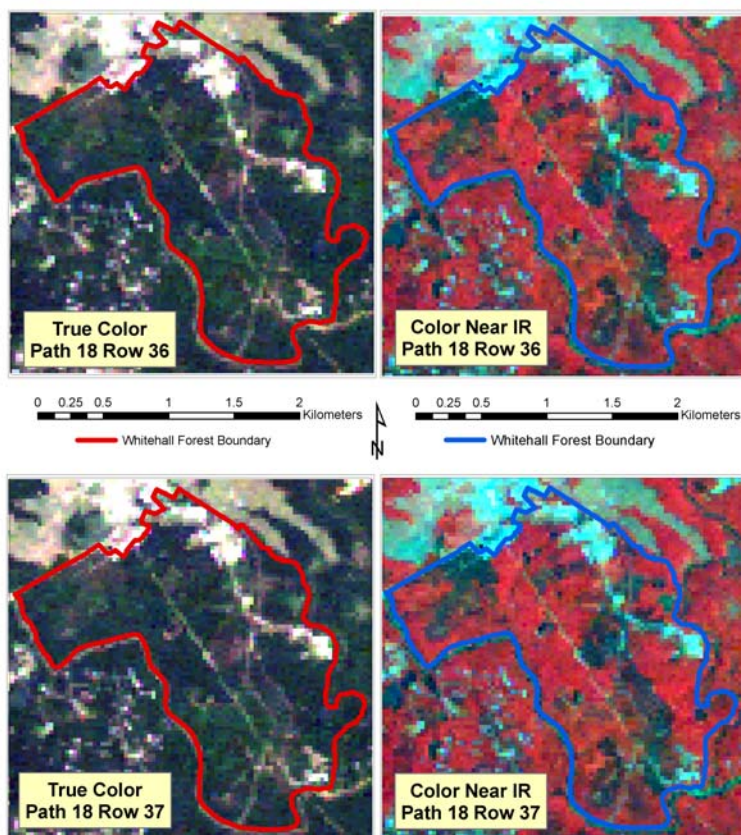 True Color
Path 18 Row 36
Color Near IR
Path 18 Row 36
0 0.25 0.5 1 1.5 2
Kilometers
Whitehall Forest Boundary
N
0 0.25 0.5 1 1.5 2
Kilometers
Whitehall Forest Boundary
True Color
Path 18 Row 37
Color Near IR
Path 18 Row 37